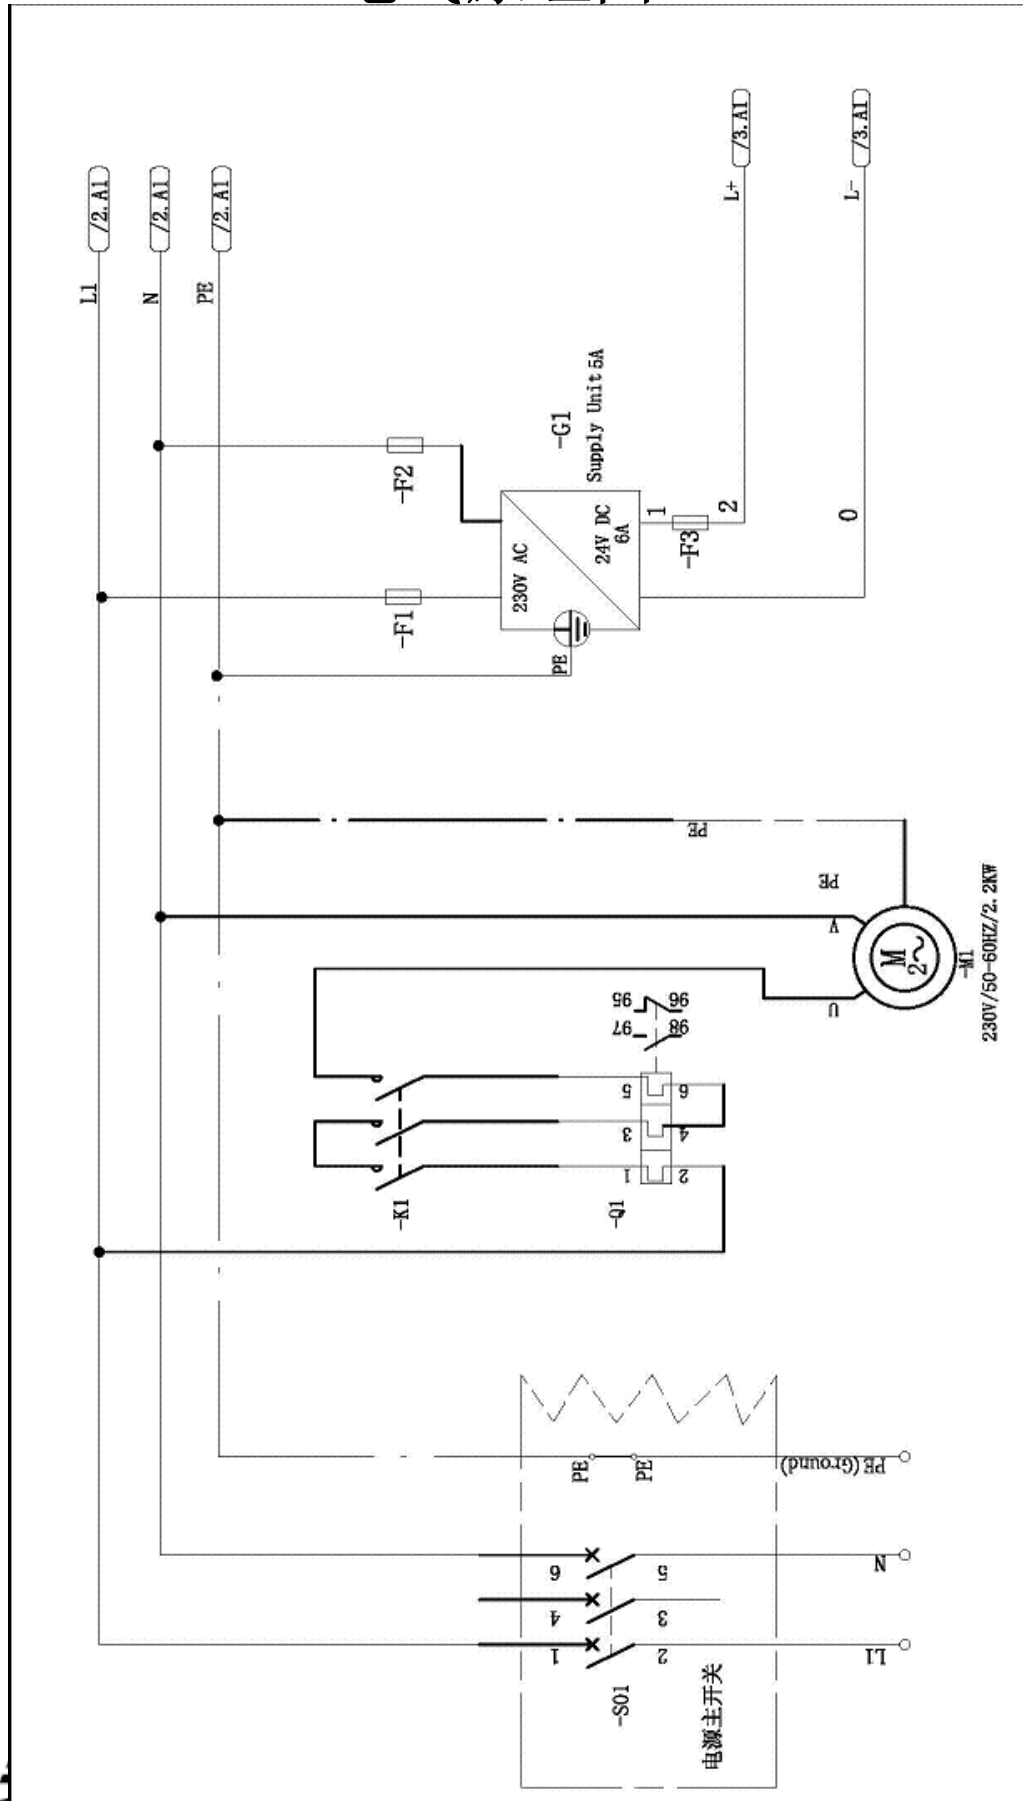 /2.A1
/2.A1
/2.A1
/3.A1
/3.A1
L1
N
PE
L+
L-
-F2
-G1
Supply Unit 5A
230V AC
24V DC
6A
1
2
0
-F3
-F1
PE
PE
PE
V
U
M
2~
-M1
230V/50-60HZ/2.2KW
95
96
97
98
5
6
3
4
1
2
-K1
-Q1
PE
PE
PE(Ground)
6
5
N
4
3
1
2
L1
-S01
电源主开关